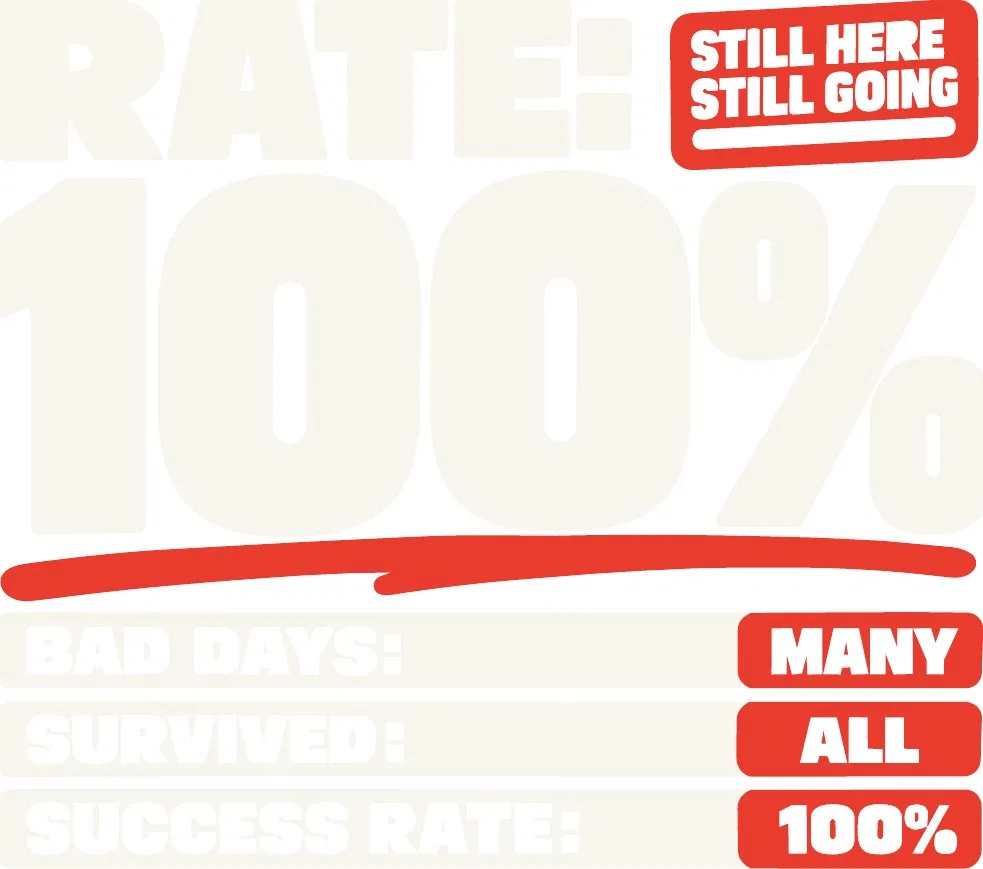 RATE:
STILL HERE
STILL GOING
100%
BAD DAYS: MANY
SURVIVED: ALL
SUCCESS RATE: 100%